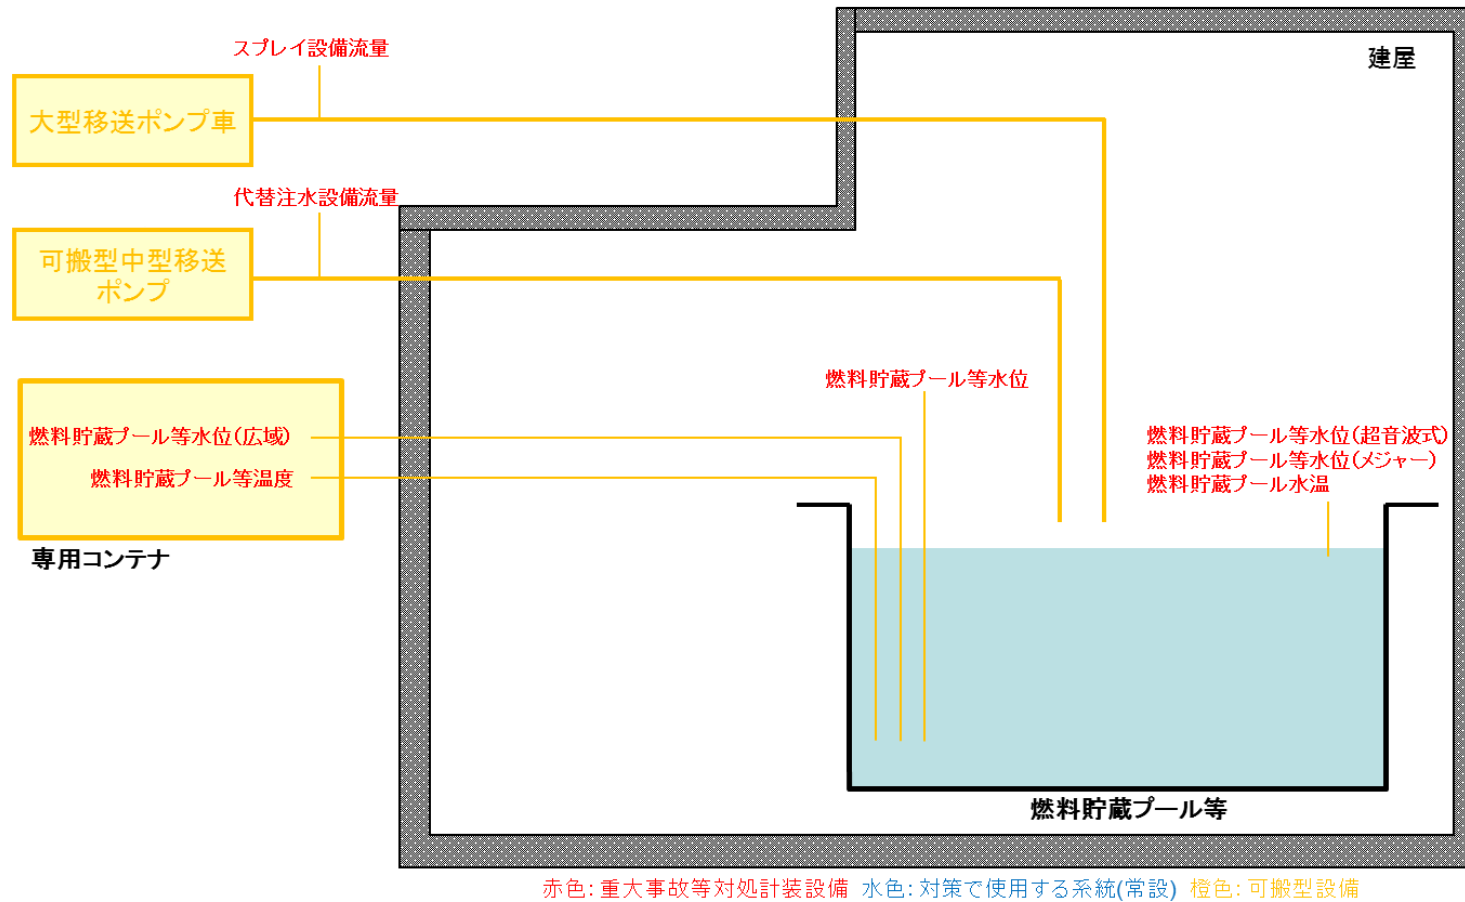 スプレイ設備流量
建屋
大型移送ポンプ車
代替注水設備流量
可搬型中型移送
ポンプ
燃料貯蔵プール等水位
燃料貯蔵プール等水位(広域)
燃料貯蔵プール等温度
専用コンテナ
燃料貯蔵プール等水位(超音波式)
燃料貯蔵プール等水位(メジャー)
燃料貯蔵プール水温
燃料貯蔵プール等
赤色:重大事故等対処計装設備 水色:対策で使用する系統(常設) 橙色:可搬型設備